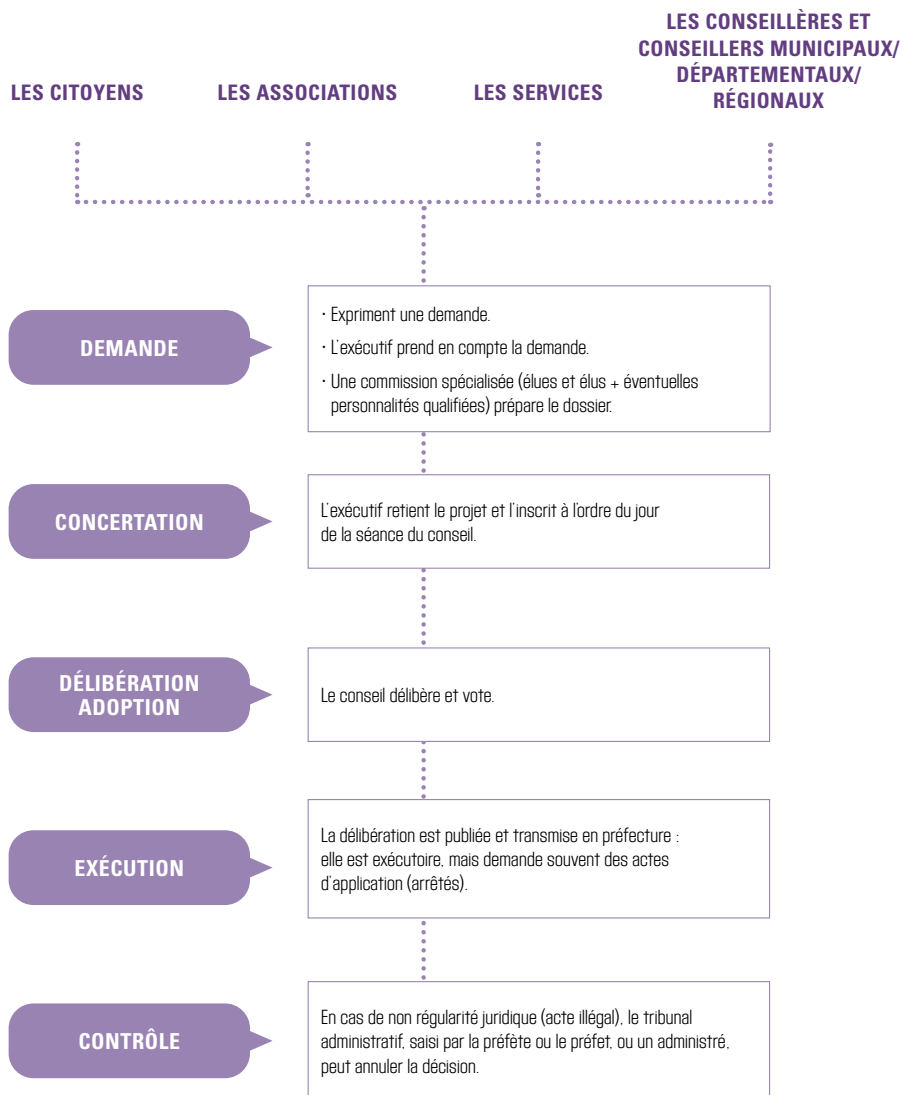 LES CITOYENS
LES ASSOCIATIONS
LES SERVICES
LES CONSEILLÈRES ET
CONSEILLERS MUNICIPAUX/
DÉPARTEMENTAUX/
RÉGIONAUX
DEMANDE
· Expriment une demande.
· L'exécutif prend en compte la demande.
· Une commission spécialisée (élues et élus + éventuelles
personnalités qualifiées) prépare le dossier.
CONCERTATION
L'exécutif retient le projet et l'inscrit à l'ordre du jour
de la séance du conseil.
DÉLIBÉRATION
ADOPTION
Le conseil délibère et vote.
EXÉCUTION
La délibération est publiée et transmise en préfecture :
elle est exécutoire, mais demande souvent des actes
d'application (arrêtés).
CONTRÔLE
En cas de non régularité juridique (acte illégal), le tribunal
administratif, saisi par la préfète ou le préfet, ou un administré,
peut annuler la décision.